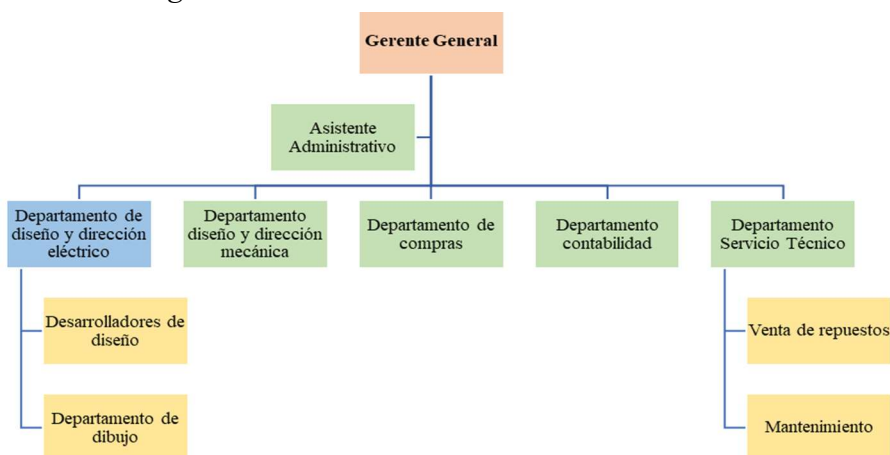 Gerente General
Asistente
Administrativo
Departamento de
diseño y dirección
eléctrico
Departamento
diseño y dirección
mecánica
Departamento de
compras
Departamento
contabilidad
Departamento
Servicio Técnico
Desarrolladores de
diseño
Venta de repuestos
Departamento de
dibujo
Mantenimiento